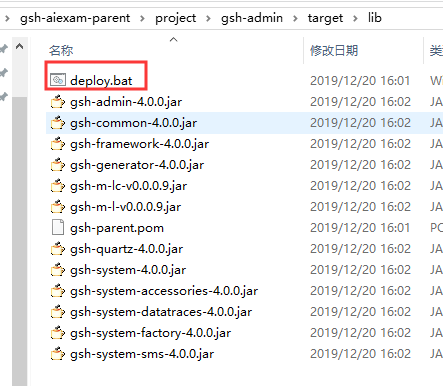 gsh-aiexam-parent > project > gsh-admin > target > lib
名称 修改日期 类
deploy.bat 2019/12/20 16:01 W
gsh-admin-4.0.0.jar 2019/12/20 16:02 JA
gsh-common-4.0.0.jar 2019/12/20 16:02 JA
gsh-framework-4.0.0.jar 2019/12/20 16:02 JA
gsh-generator-4.0.0.jar 2019/12/20 16:02 JA
gsh-m-lc-v0.0.0.9.jar 2019/12/20 16:02 JA
gsh-m-l-v0.0.0.9.jar 2019/12/20 16:02 JA
gsh-parent.pom 2019/12/20 16:01 PC
gsh-quartz-4.0.0.jar 2019/12/20 16:02 JA
gsh-system-4.0.0.jar 2019/12/20 16:02 JA
gsh-system-accessories-4.0.0.jar 2019/12/20 16:02 JA
gsh-system-datatraces-4.0.0.jar 2019/12/20 16:02 JA
gsh-system-factory-4.0.0.jar 2019/12/20 16:02 JA
gsh-system-sms-4.0.0.jar 2019/12/20 16:02 JA